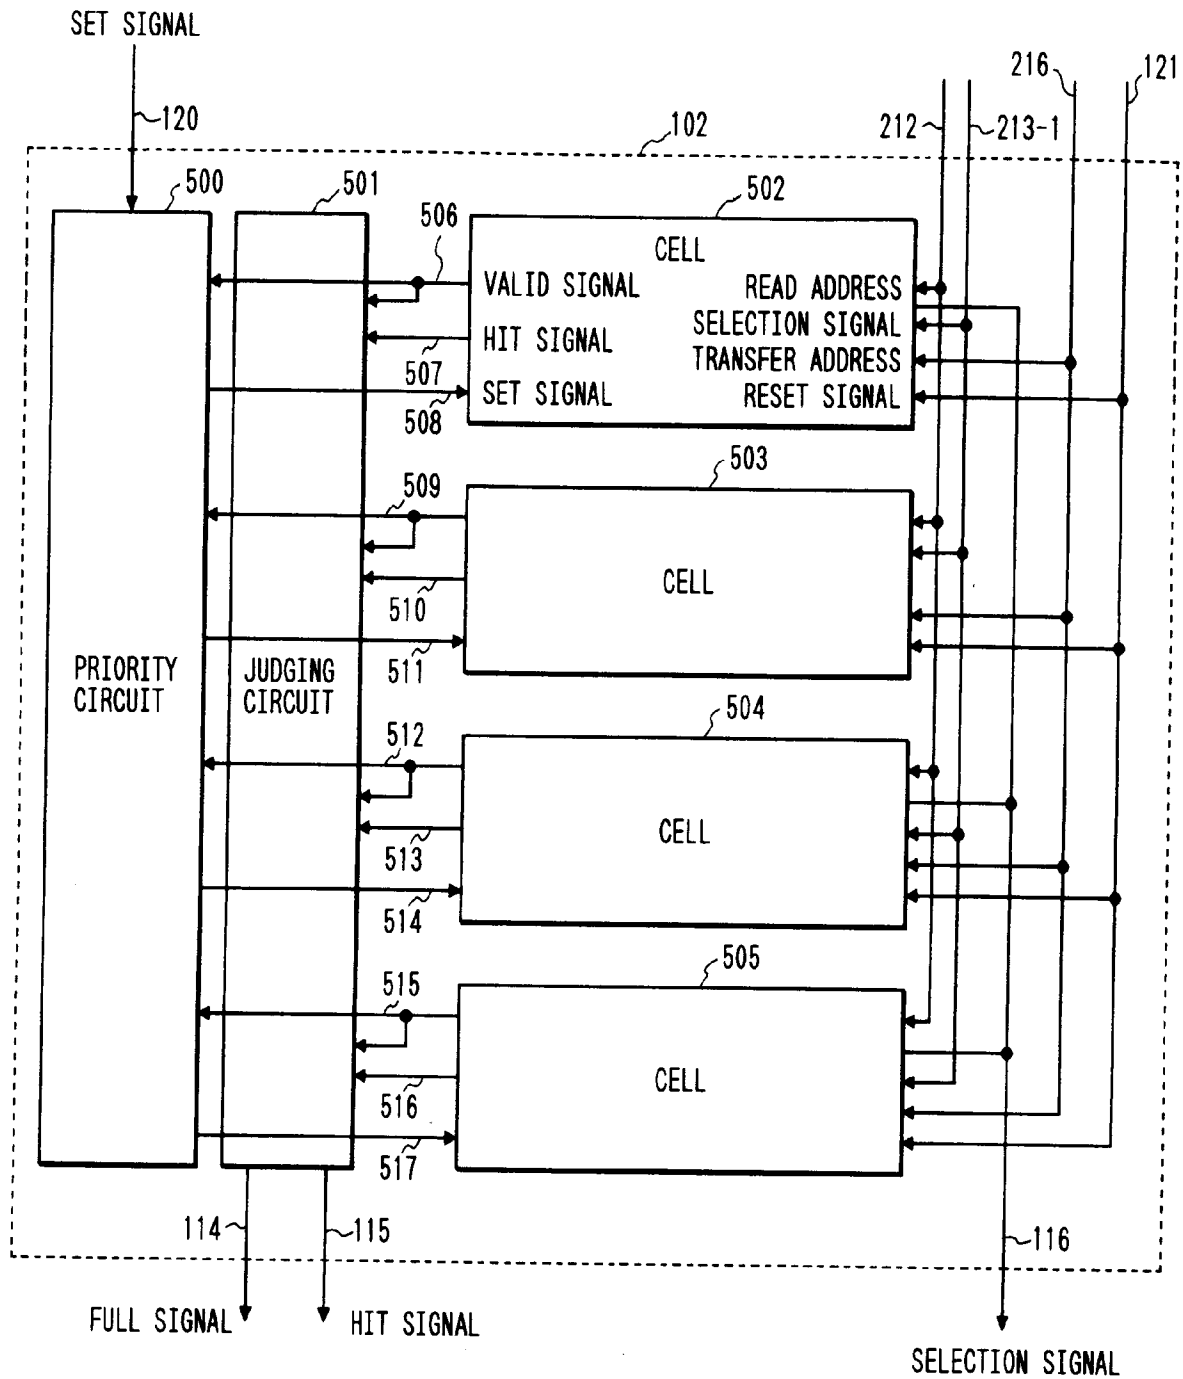 SET SIGNAL
120
102
212
213-1
216
121
500
501
502
506
CELL
VALID SIGNAL
READ ADDRESS
SELECTION SIGNAL
HIT SIGNAL
TRANSFER ADDRESS
507
SET SIGNAL
RESET SIGNAL
508
503
509
CELL
510
511
PRIORITY
CIRCUIT
JUDGING
CIRCUIT
504
512
CELL
513
514
505
515
CELL
516
517
114
115
116
FULL SIGNAL
HIT SIGNAL
SELECTION SIGNAL